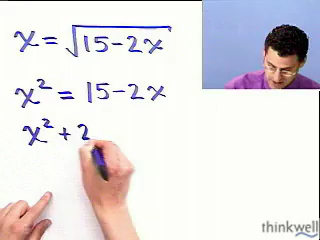 x = √15-2x
x² = 15-2x
x² + 2
thinkwell